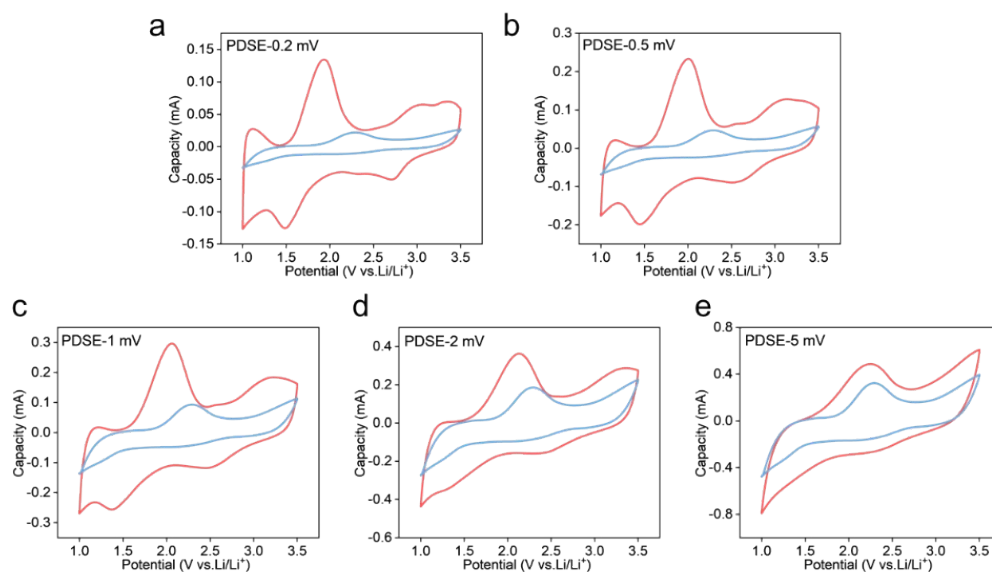 a
PDSE-0.2 mV
0.15
0.10
0.05
0.00
-0.05
-0.10
-0.15
Capacity (mA)
1.0 1.5 2.0 2.5 3.0 3.5
Potential (V vs.Li/Li⁺)
b
PDSE-0.5 mV
0.3
0.2
0.1
0.0
-0.1
-0.2
Capacity (mA)
1.0 1.5 2.0 2.5 3.0 3.5
Potential (V vs.Li/Li⁺)
c
PDSE-1 mV
0.3
0.2
0.1
0.0
-0.1
-0.2
-0.3
Capacity (mA)
1.0 1.5 2.0 2.5 3.0 3.5
Potential (V vs.Li/Li⁺)
d
PDSE-2 mV
0.4
0.2
0.0
-0.2
-0.4
-0.6
Capacity (mA)
1.0 1.5 2.0 2.5 3.0 3.5
Potential (V vs.Li/Li⁺)
e
PDSE-5 mV
0.8
0.4
0.0
-0.4
-0.8
Capacity (mA)
1.0 1.5 2.0 2.5 3.0 3.5
Potential (V vs.Li/Li⁺)